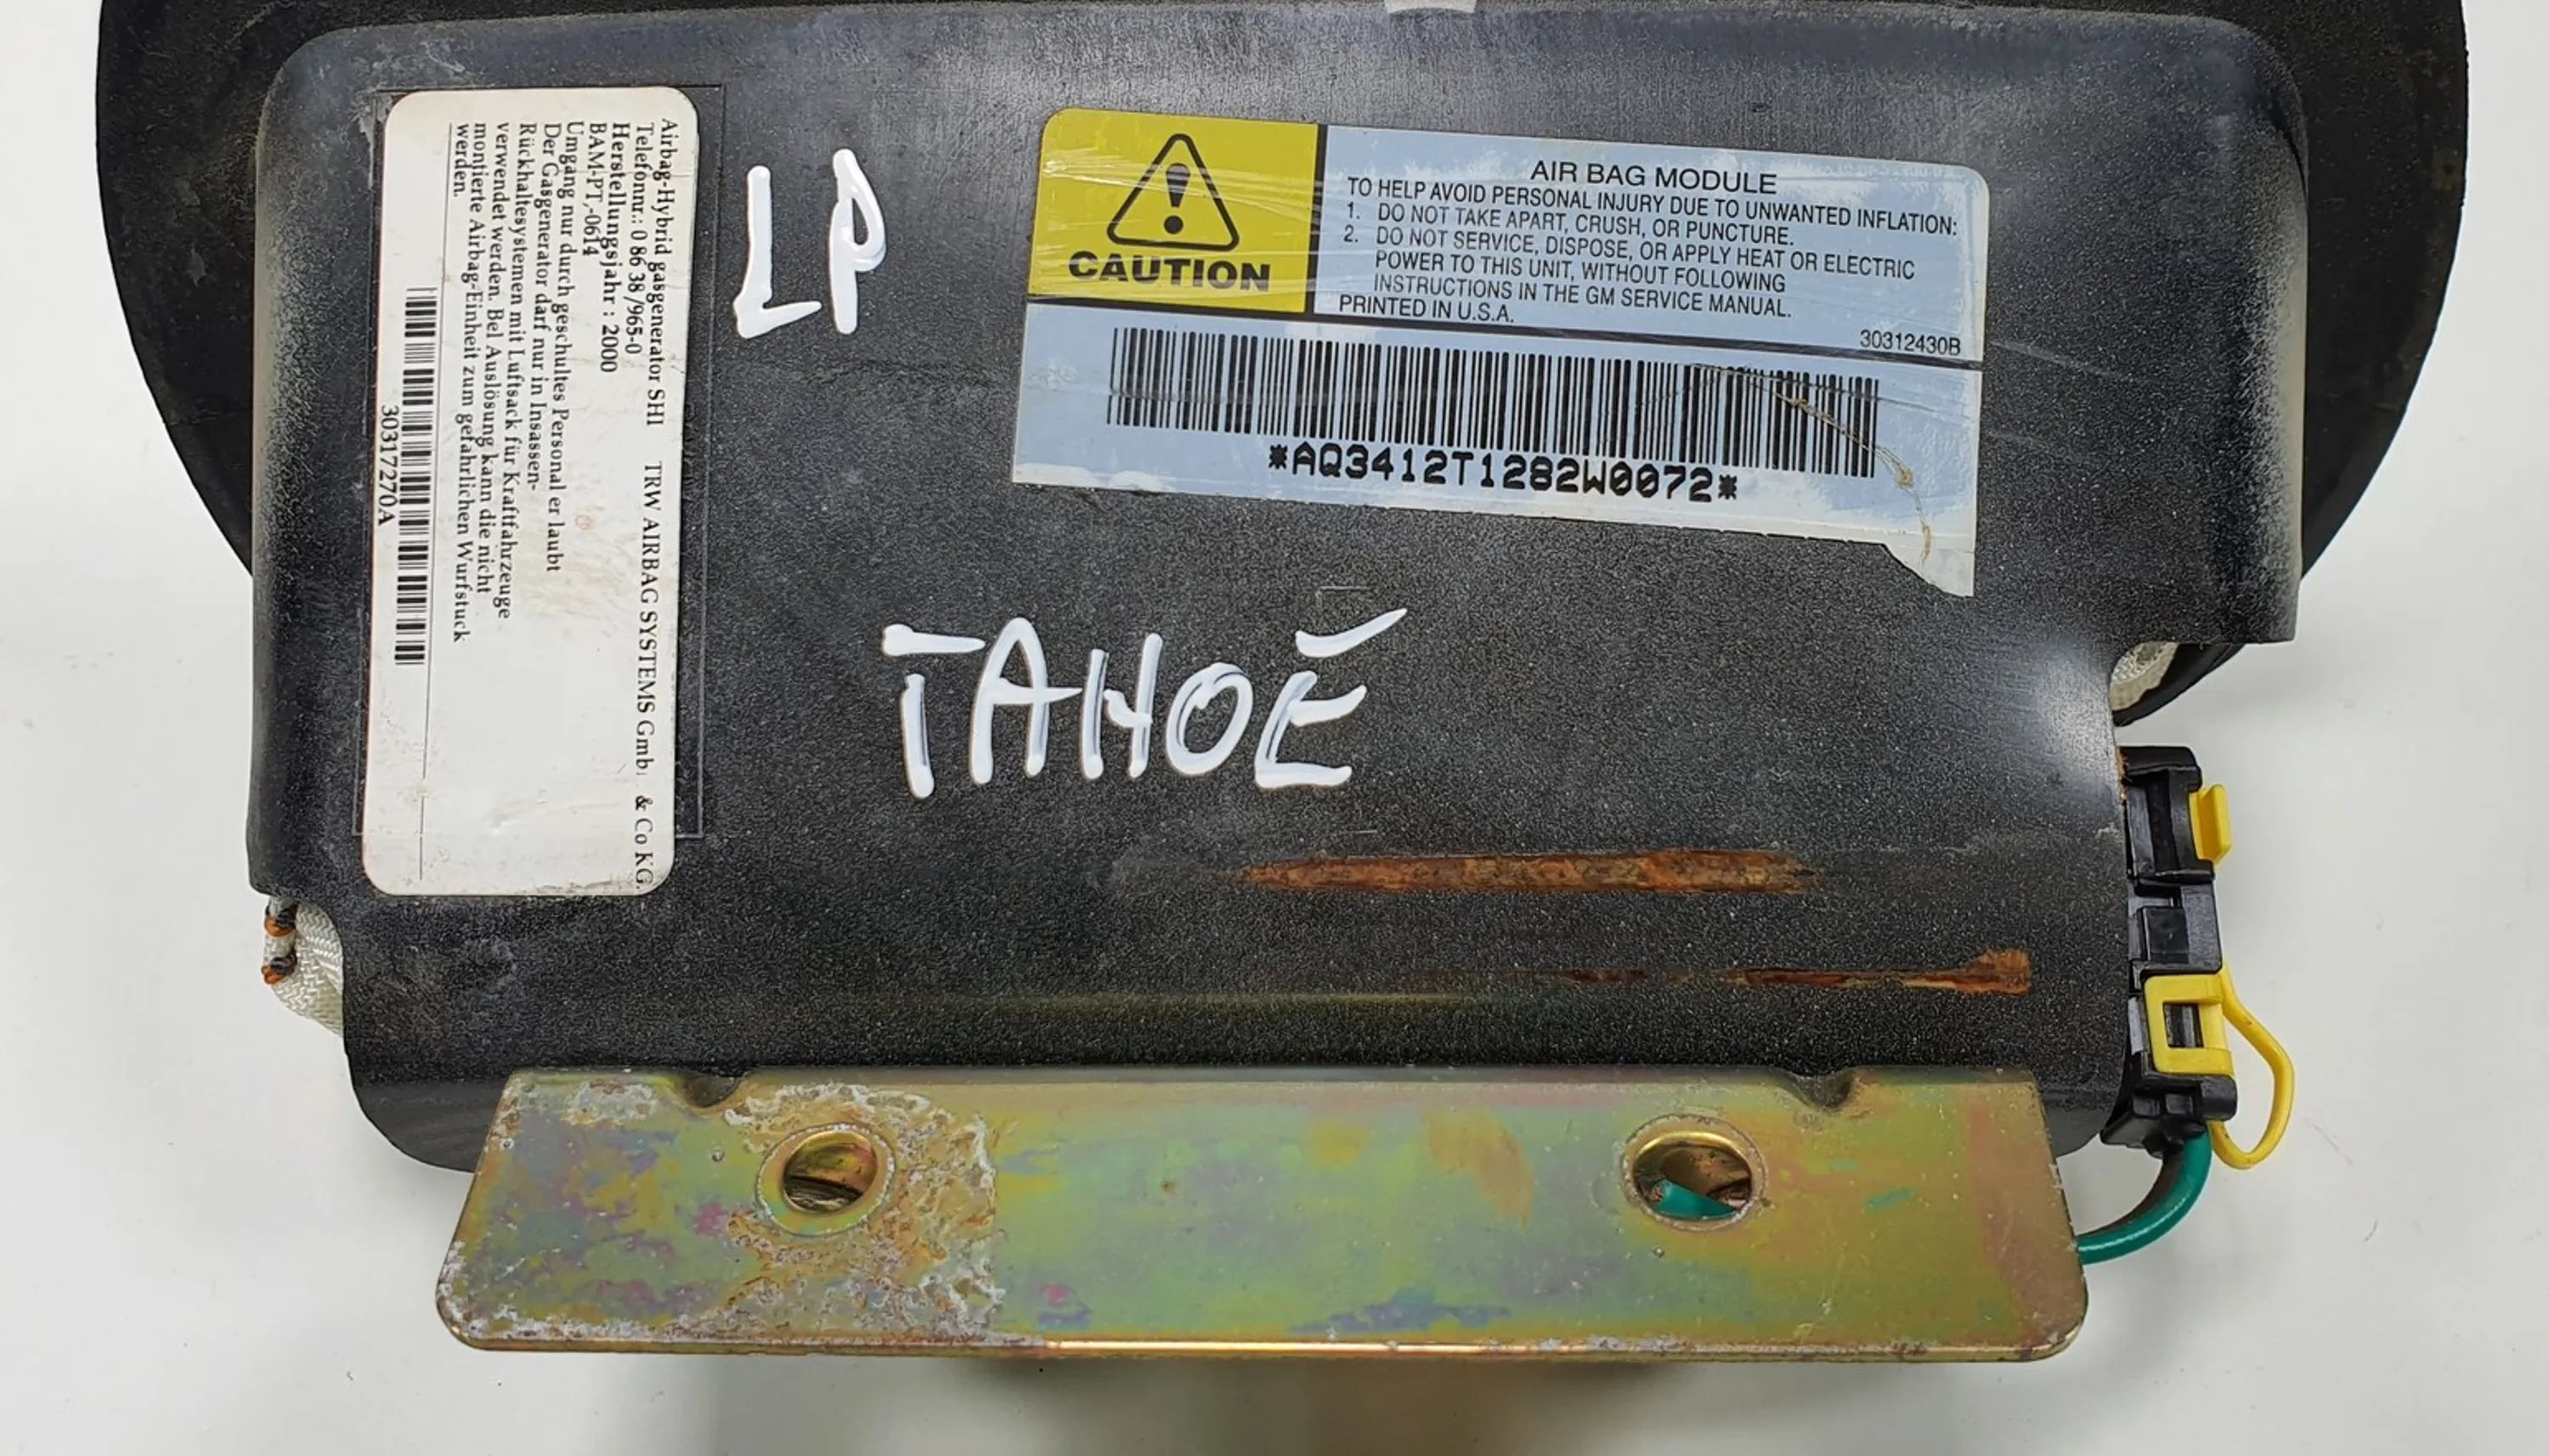 Airbag-Hybrid gasgenerator SHI TRW AIRBAG SYSTEMS Gmb. & Co KG.
Telefonnr.: 0 86 38 /965-0
Herstellungsjahr : 2000
BAM-PT,-0614
Umgang nur durch geschultes Personal er laubt
Der Gasgenerator darf nur in Insassen-
Rückhaltesystemen mit Luftsack für Kraftfahrzeuge
verwendet werden. Bel Auslösung kann die nicht
montierte Airbag-Einheit zum gefahrlichen Wurfstuck
werden.
30317270A
LP
CAUTION
AIR BAG MODULE
TO HELP AVOID PERSONAL INJURY DUE TO UNWANTED INFLATION:
1. DO NOT TAKE APART, CRUSH, OR PUNCTURE.
2. DO NOT SERVICE, DISPOSE, OR APPLY HEAT OR ELECTRIC
POWER TO THIS UNIT, WITHOUT FOLLOWING
INSTRUCTIONS IN THE GM SERVICE MANUAL.
PRINTED IN U.S.A.
30312430B
*AQ3412T1282W0072*
TAHOE